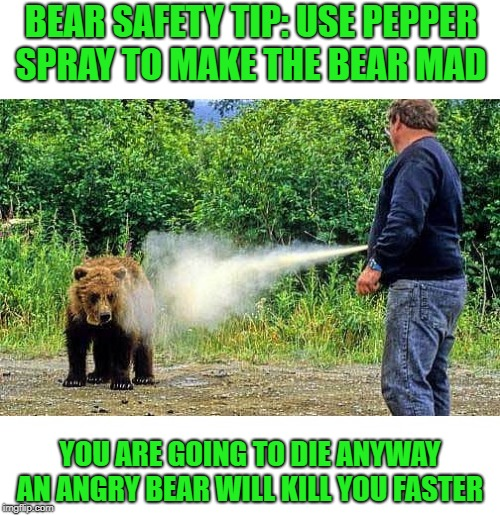 BEAR SAFETY TIP: USE PEPPER
SPRAY TO MAKE THE BEAR MAD
YOU ARE GOING TO DIE ANYWAY
AN ANGRY BEAR WILL KILL YOU FASTER
imgflip.com